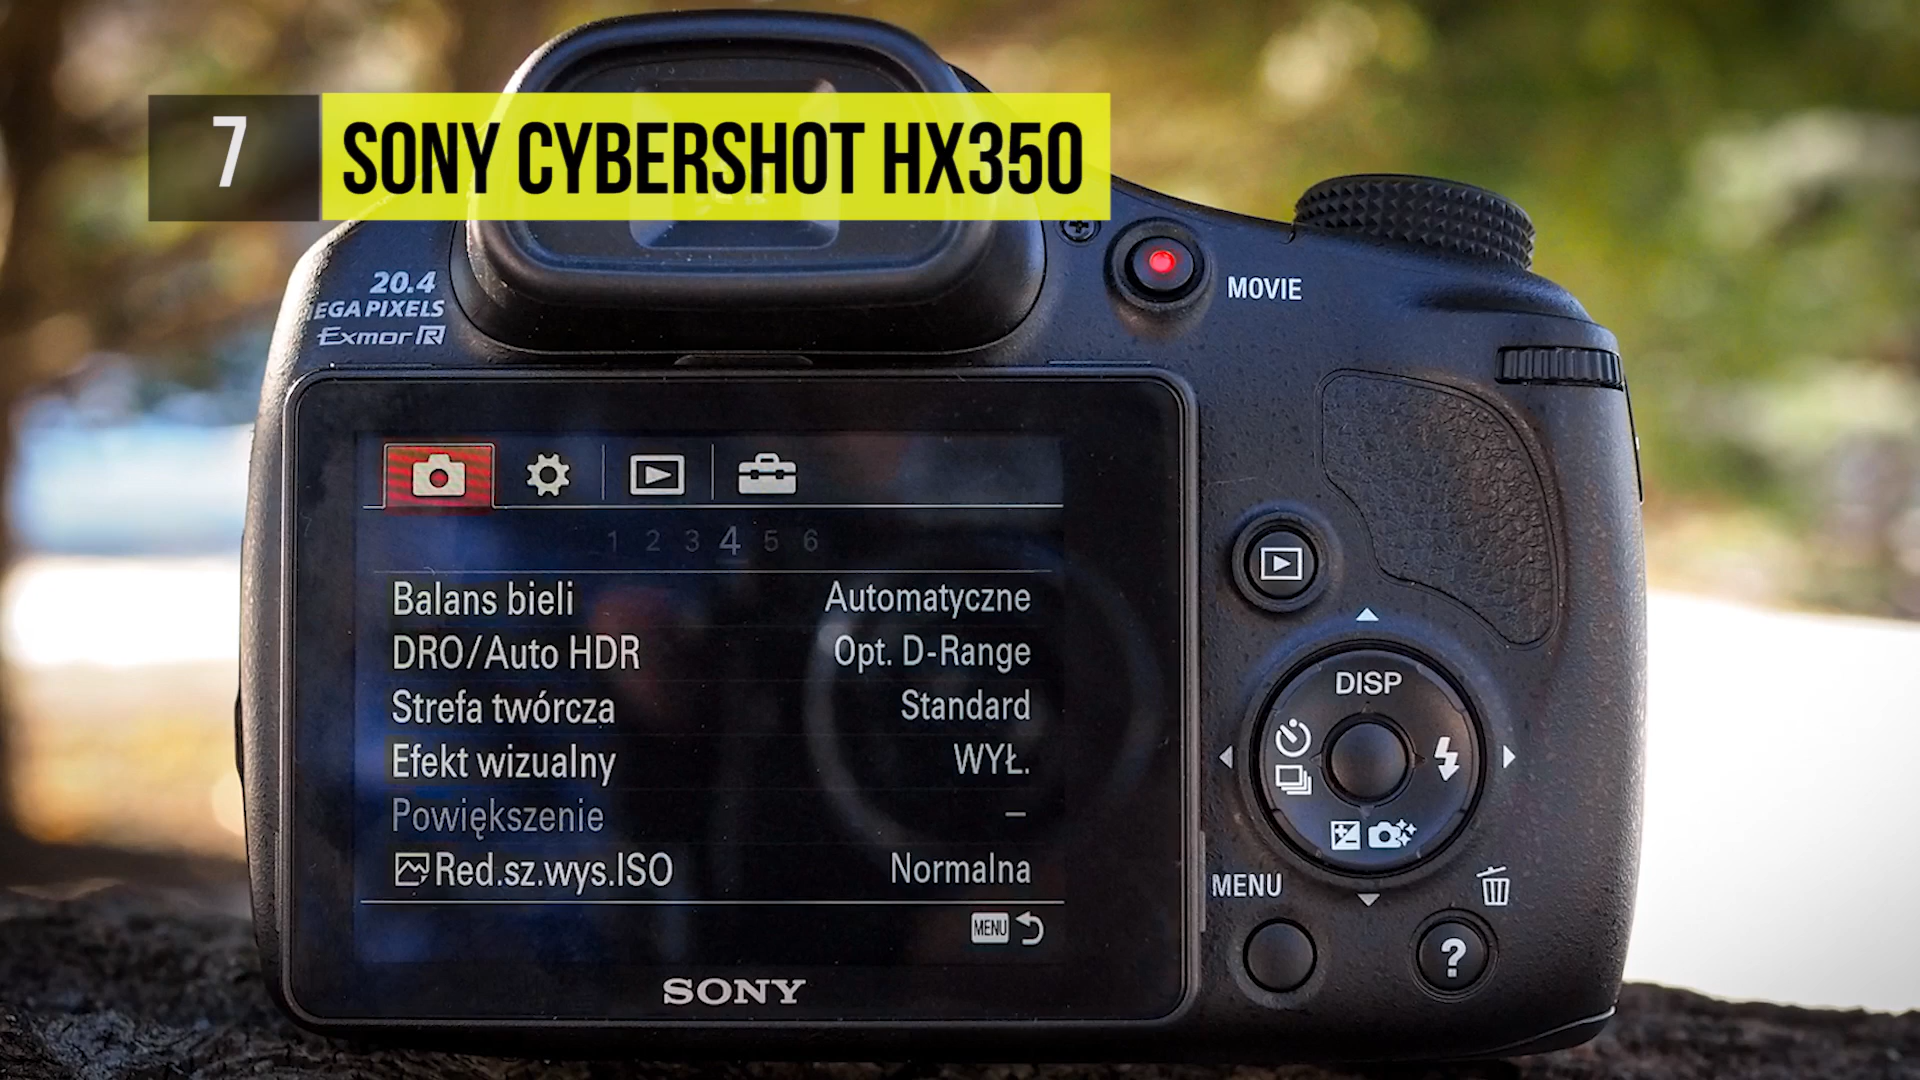 7 SONY CYBERSHOT HX350
20.4
EGA PIXELS
Exmor R
MOVIE
1 2 3 4 5 6
Balans bieli Automatyczne
DRO/Auto HDR Opt. D-Range
Strefa twórcza Standard
Efekt wizualny WYŁ.
Powiększenie –
Red.sz.wys.ISO Normalna
MENU
SONY
DISP
MENU
?